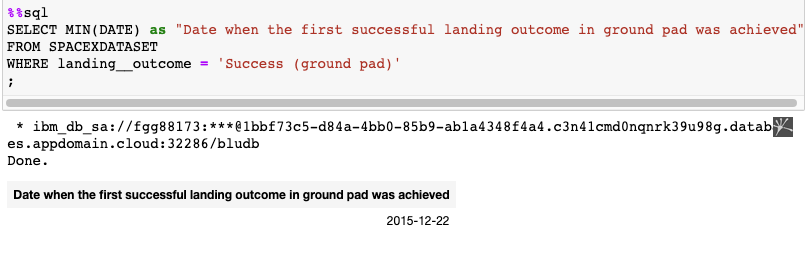 %%sql
SELECT MIN(DATE) as "Date when the first successful landing outcome in ground pad was achieved"
FROM SPACEXDATASET
WHERE landing__outcome = 'Success (ground pad)'
;
* ibm_db_sa://fgg88173:***@1bbf73c5-d84a-4bb0-85b9-ab1a4348f4a4.c3n41cmd0nqnrk39u98g.datab
es.appdomain.cloud:32286/bludb
Done.
Date when the first successful landing outcome in ground pad was achieved
2015-12-22